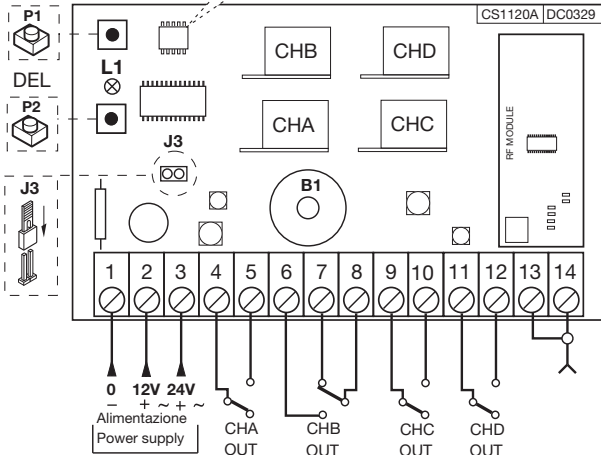 P1
CS1120A DC0329
CHB
CHD
L1
DEL
P2
CHA
CHC
RF MODULE
J3
J3
B1
1 2 3 4 5 6 7 8 9 10 11 12 13 14
0 12V 24V
– + ~ + ~
Alimentazione
Power supply
CHA
OUT
CHB
OUT
CHC
OUT
CHD
OUT